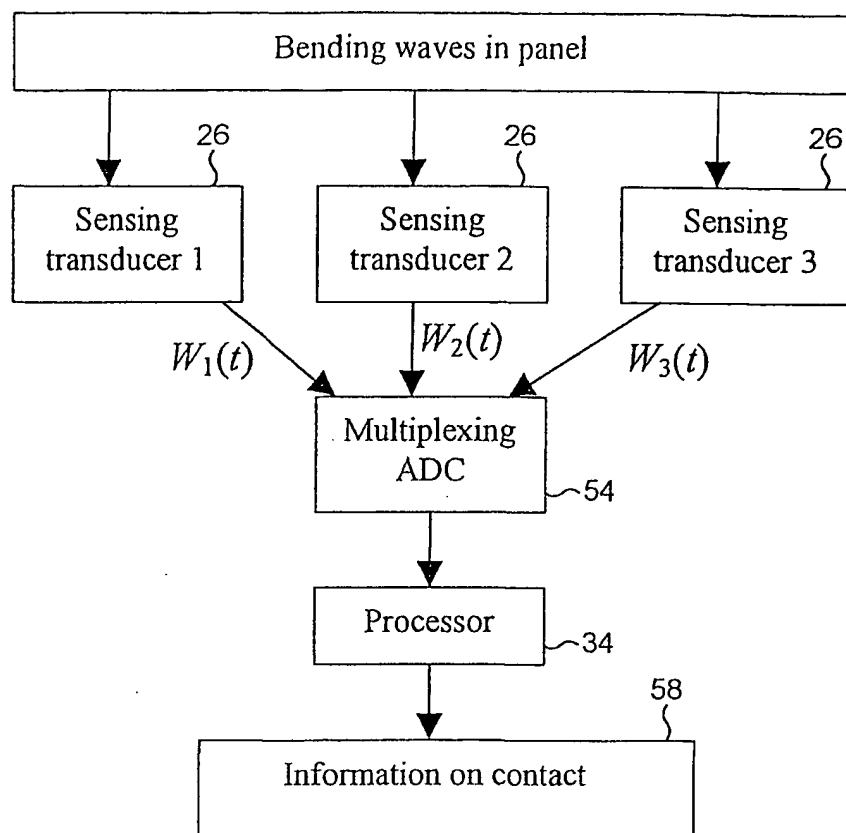 Bending waves in panel
26
26
26
Sensing
transducer 1
Sensing
transducer 2
Sensing
transducer 3
W₁(t)
W₂(t)
W₃(t)
Multiplexing
ADC
54
Processor
34
58
Information on contact